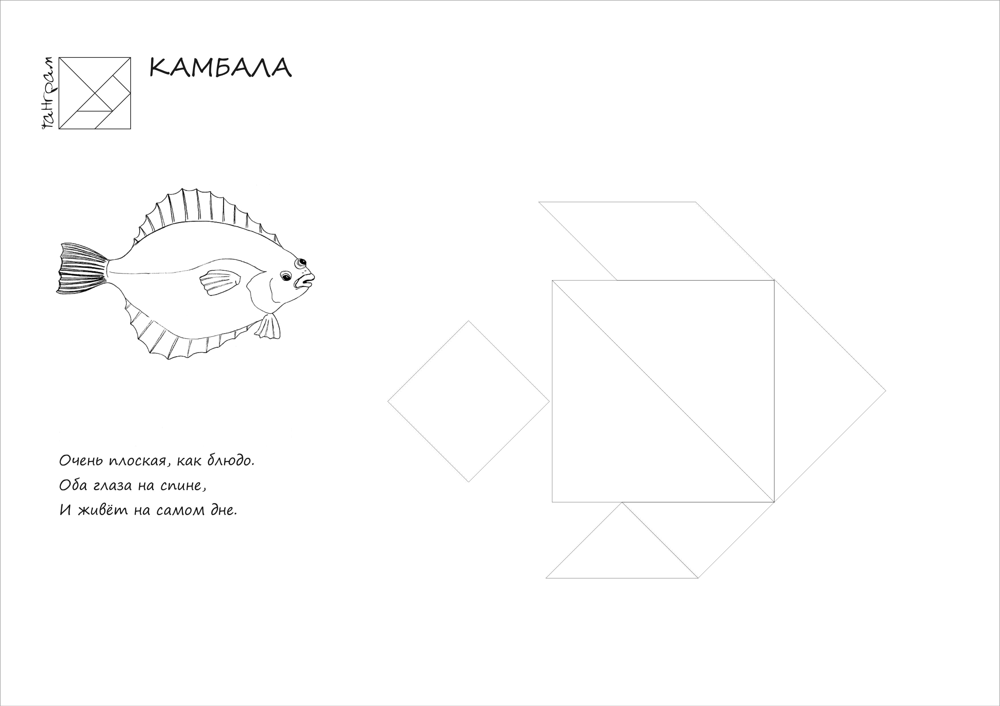 танграм
КАМБАЛА
Очень плоская, как блюдо.
Оба глаза на спине,
И живёт на самом дне.